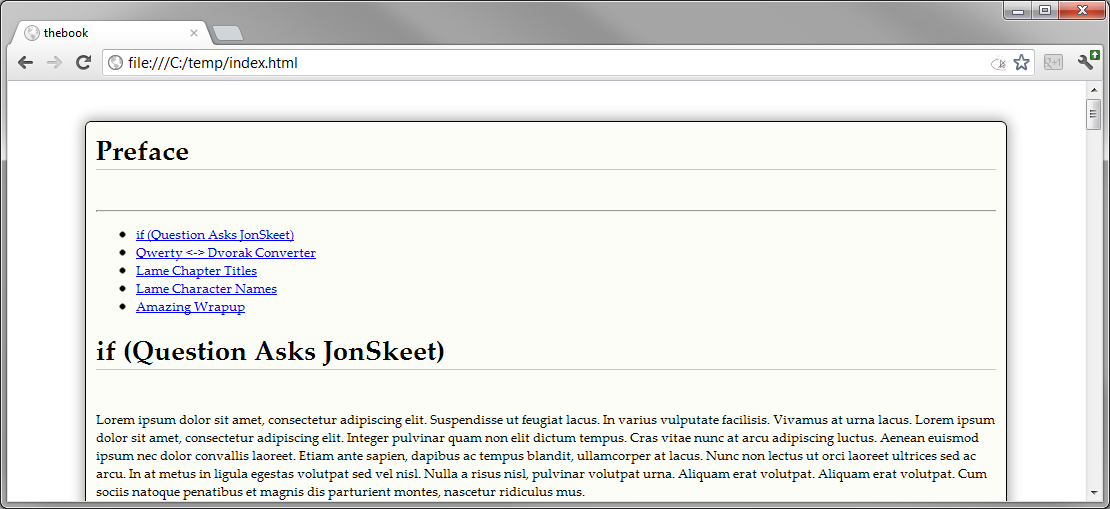 thebook
file:///C:/temp/index.html
Preface
if (Question Asks JonSkeet)
Qwerty <-> Dvorak Converter
Lame Chapter Titles
Lame Character Names
Amazing Wrapup
if (Question Asks JonSkeet)
Lorem ipsum dolor sit amet, consectetur adipiscing elit. Suspendisse ut feugiat lacus. In varius vulputate facilisis. Vivamus at urna lacus. Lorem ipsum
dolor sit amet, consectetur adipiscing elit. Integer pulvinar quam non elit dictum tempus. Cras vitae nunc at arcu adipiscing luctus. Aenean euismod
ipsum nec dolor convallis laoreet. Etiam ante sapien, dapibus ac tempus blandit, ullamcorper at lacus. Nunc non lectus ut orci laoreet ultrices sed ac
arcu. In at metus in ligula egestas volutpat sed vel nisl. Nulla a risus nisl, pulvinar volutpat urna. Aliquam erat volutpat. Aliquam erat volutpat. Cum
sociis natoque penatibus et magnis dis parturient montes, nascetur ridiculus mus.